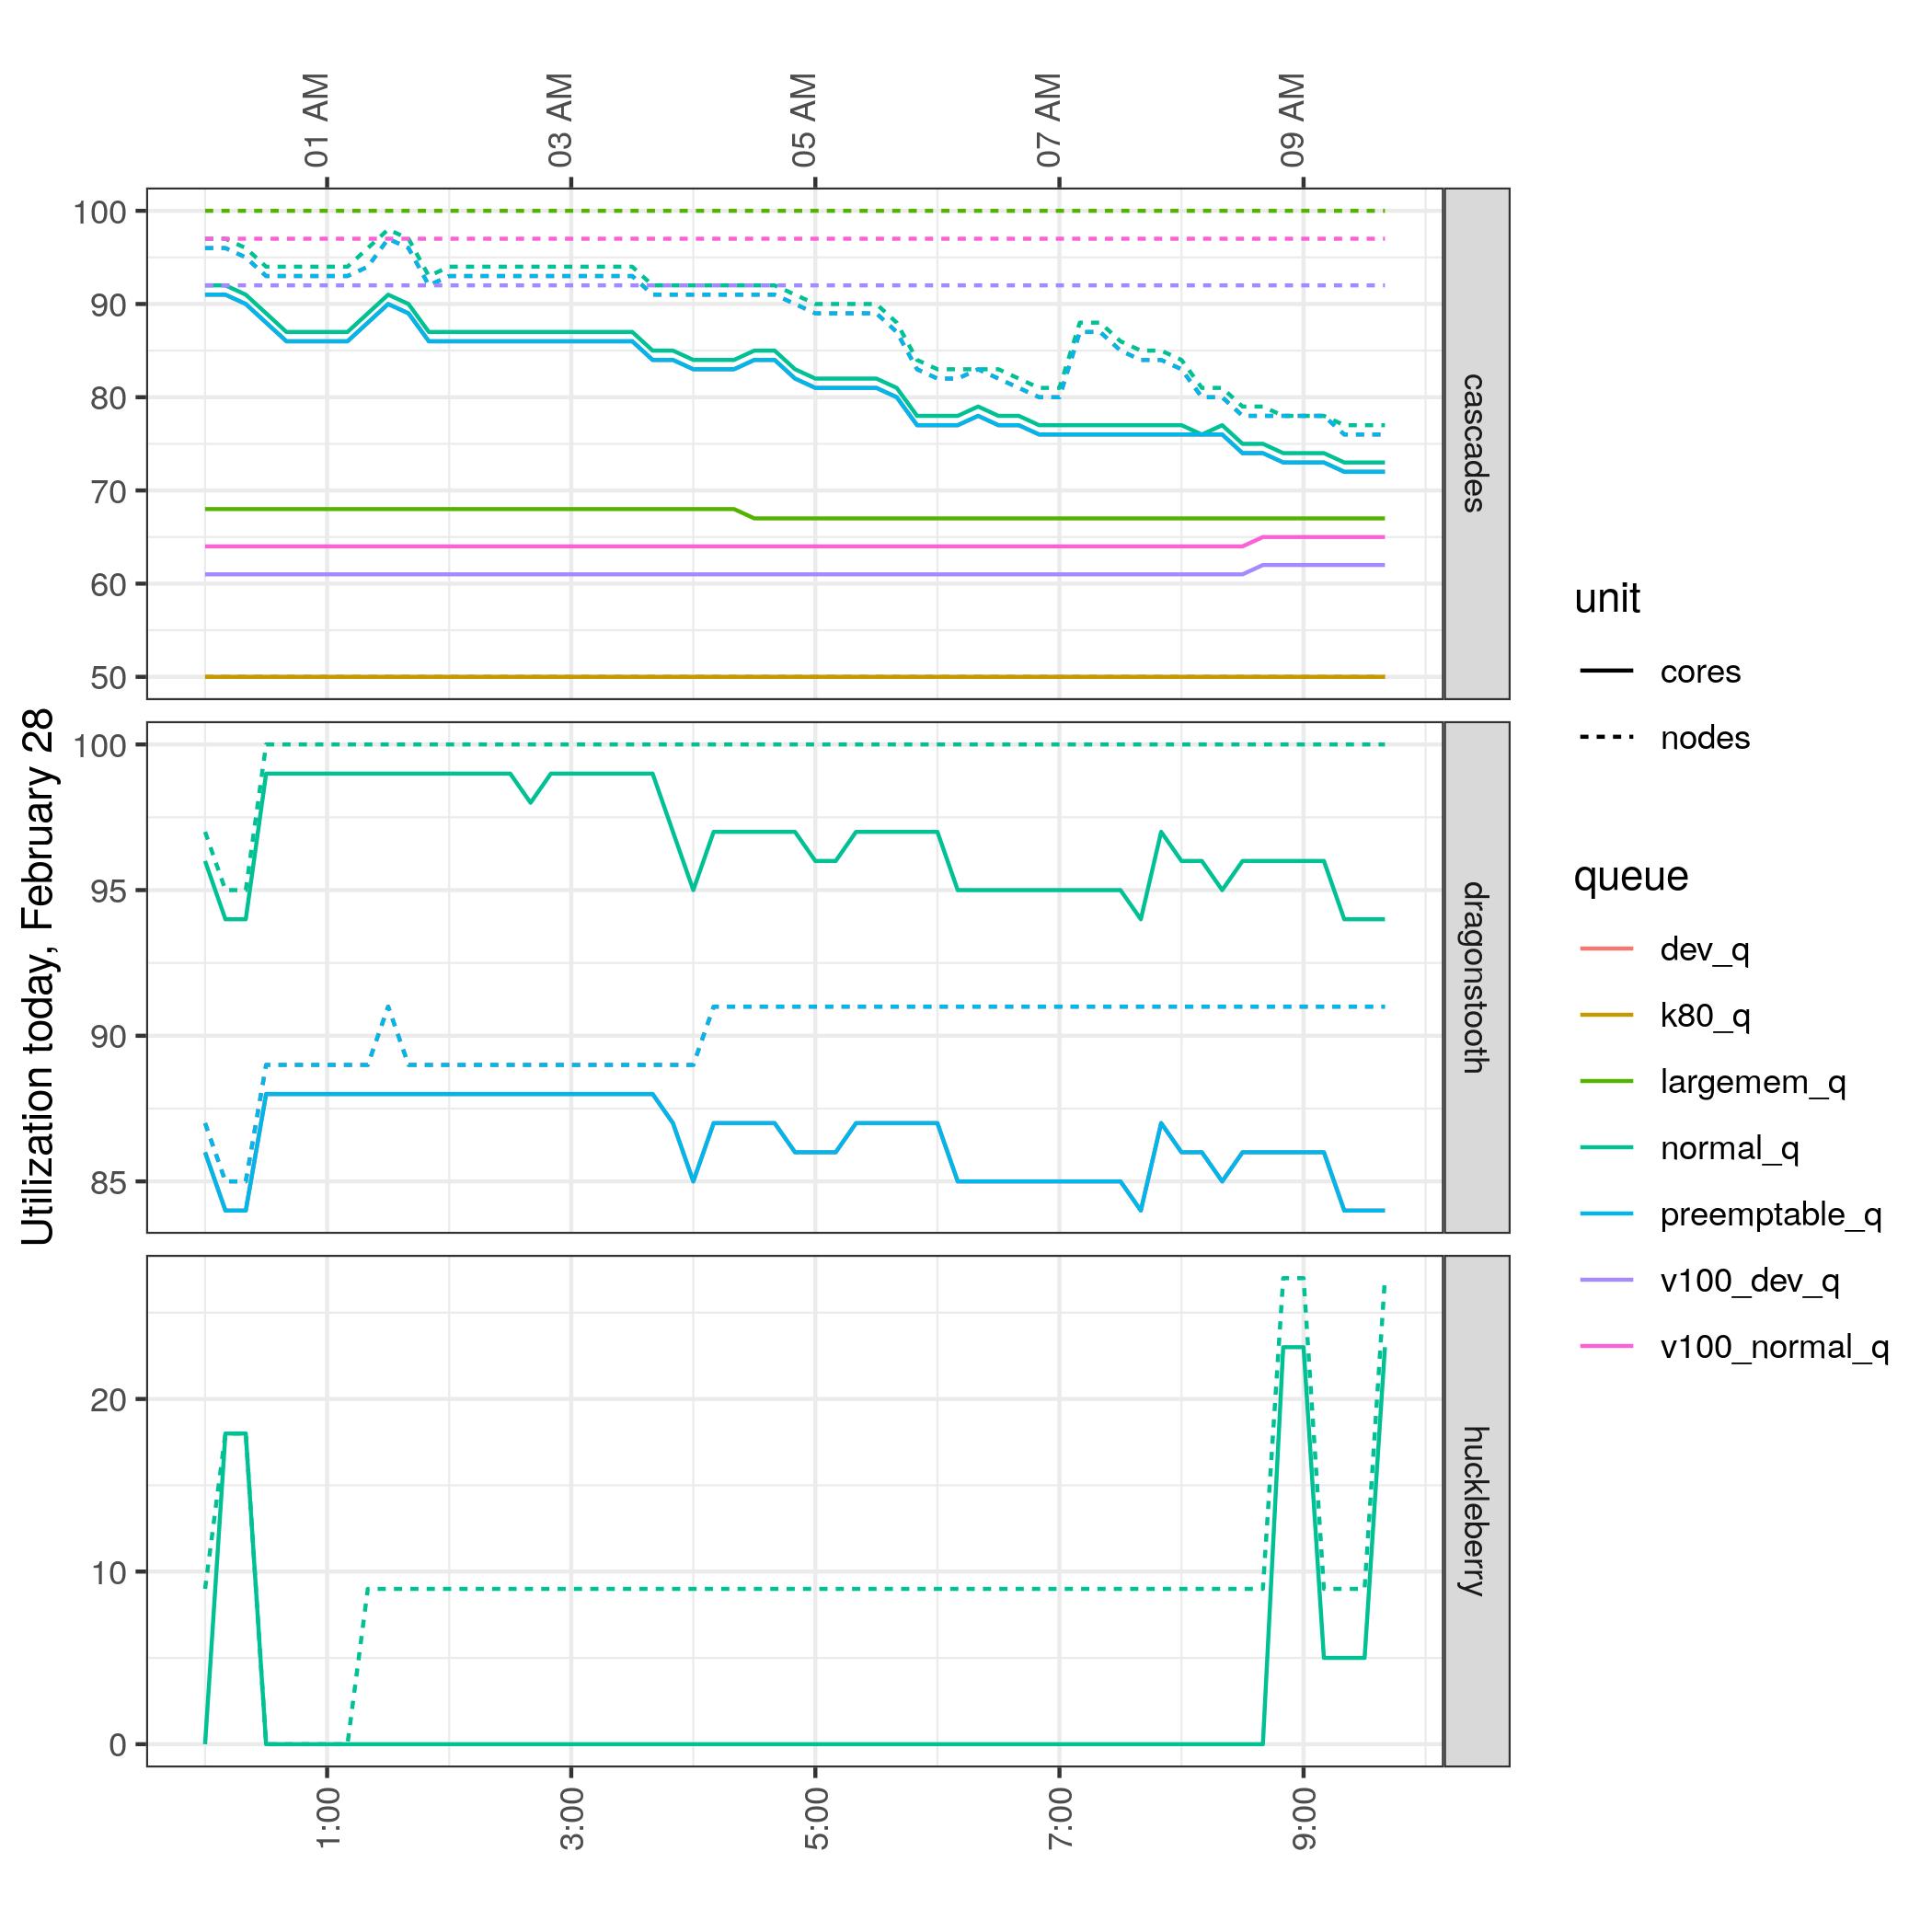 01 AM
03 AM
05 AM
07 AM
09 AM
Utilization today, February 28
100
90
80
70
60
50
cascades
100
95
90
85
dragonstooth
20
10
0
huckleberry
1:00
3:00
5:00
7:00
9:00
unit
cores
nodes
queue
dev_q
k80_q
largemem_q
normal_q
preemptable_q
v100_dev_q
v100_normal_q